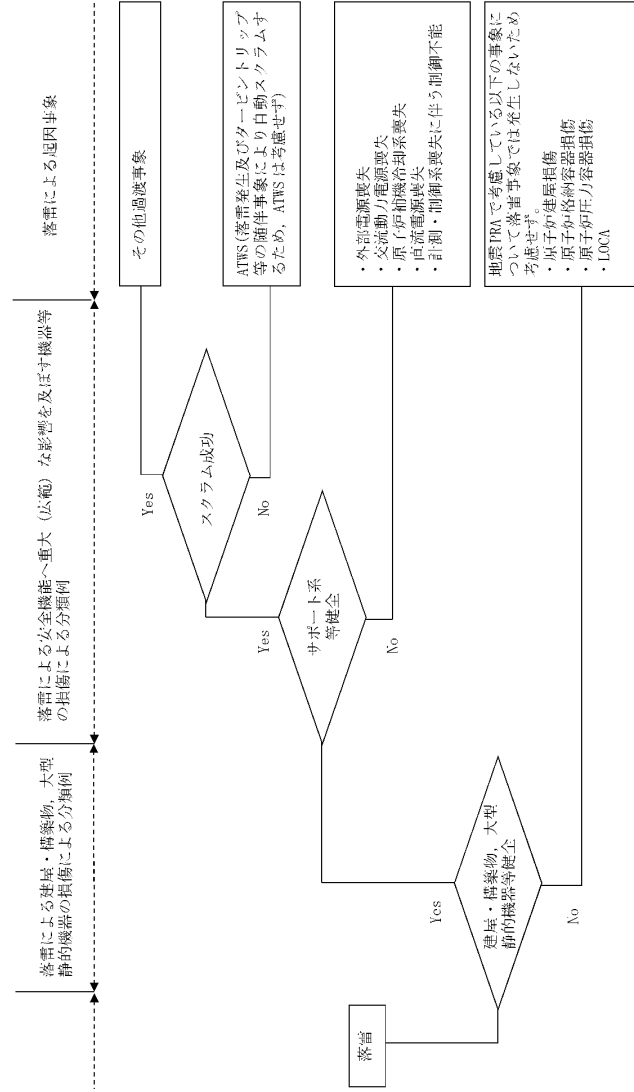 落雷による建屋・構築物，大型
静的機器の損傷による分類例
落雷による安全機能へ重大（広範）な影響を及ぼす機器等
の損傷による分類例
落雷による起因事象
落雷
建屋・構築物，大型
静的機器等健全
Yes
No
サポート系
等健全
Yes
No
スクラム成功
Yes
No
その他過渡事象
ATWS(落雷発生及びタービントリップ
等の随伴事象により自動スクラムす
るため，ATWSは考慮せず)
・外部電源喪失
・交流動力電源喪失
・原子炉補機冷却系喪失
・直流電源喪失
・計測・制御系喪失に伴う制御不能
地震PRAで考慮している以下の事象に
ついて落雷事象では発生しないため
考慮せず。
・原子炉建屋損傷
・原子炉格納容器損傷
・原子炉圧力容器損傷
・LOCA